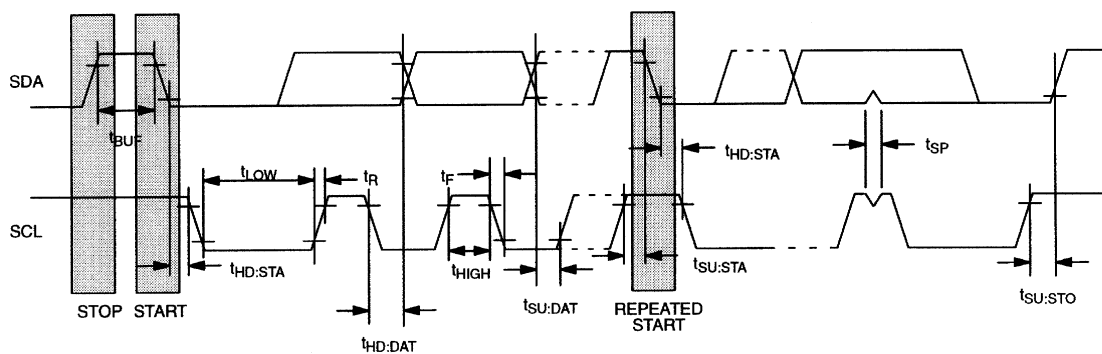 SDA
tBUF
tHD:STA
tSP
tLOW
tR
tF
SCL
tHD:STA
tHIGH
tSU:STA
STOP
START
tSU:DAT
REPEATED
START
tSU:STO
tHD:DAT